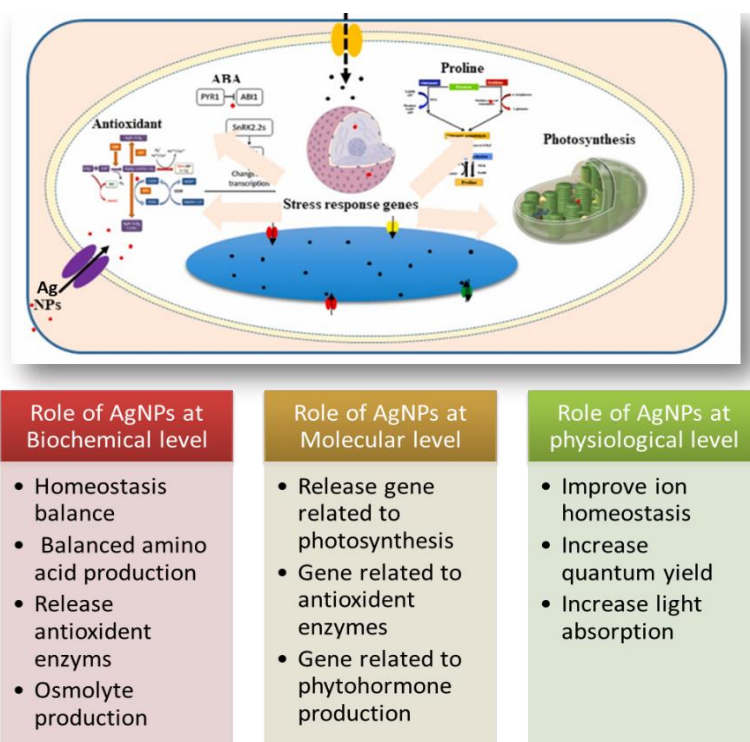 ABA
PYR1
ABI1
SnRK2.2s
Change
transcription
Antioxidant
Proline
Proline
Photosynthesis
Stress response genes
Ag
NPs
Role of AgNPs at
Biochemical level
• Homeostasis
balance
• Balanced amino
acid production
• Release
antioxident
enzyms
• Osmolyte
production
Role of AgNPs at
Molecular level
• Release gene
related to
photosynthesis
• Gene related to
antioxident
enzymes
• Gene related to
phytohormone
production
Role of AgNPs at
physiological level
• Improve ion
homeostasis
• Increase
quantum yield
• Increase light
absorption